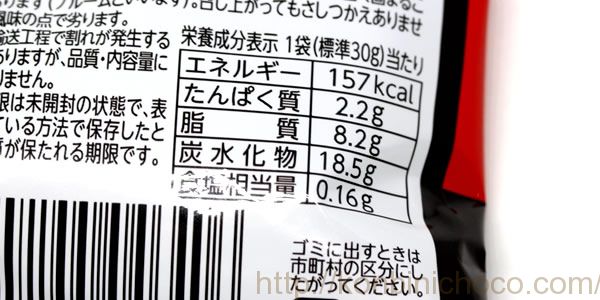 ります(ブルームといいます)。召し上がってもさしつかえありませ
風味の点で劣ります。
輸送工程で割れが発生する
ありますが、品質・内容量に
りません。
限は未開封の状態で、表
ている方法で保存したと
質が保たれる期限です。
栄養成分表示 1袋(標準30g)当たり
エネルギー 157kcal
たんぱく質 2.2g
脂質 8.2g
炭水化物 18.5g
食塩相当量 0.16g
ゴミに出すときは
市町村の区分にし
たがってください。
http://konbinichoco.com/